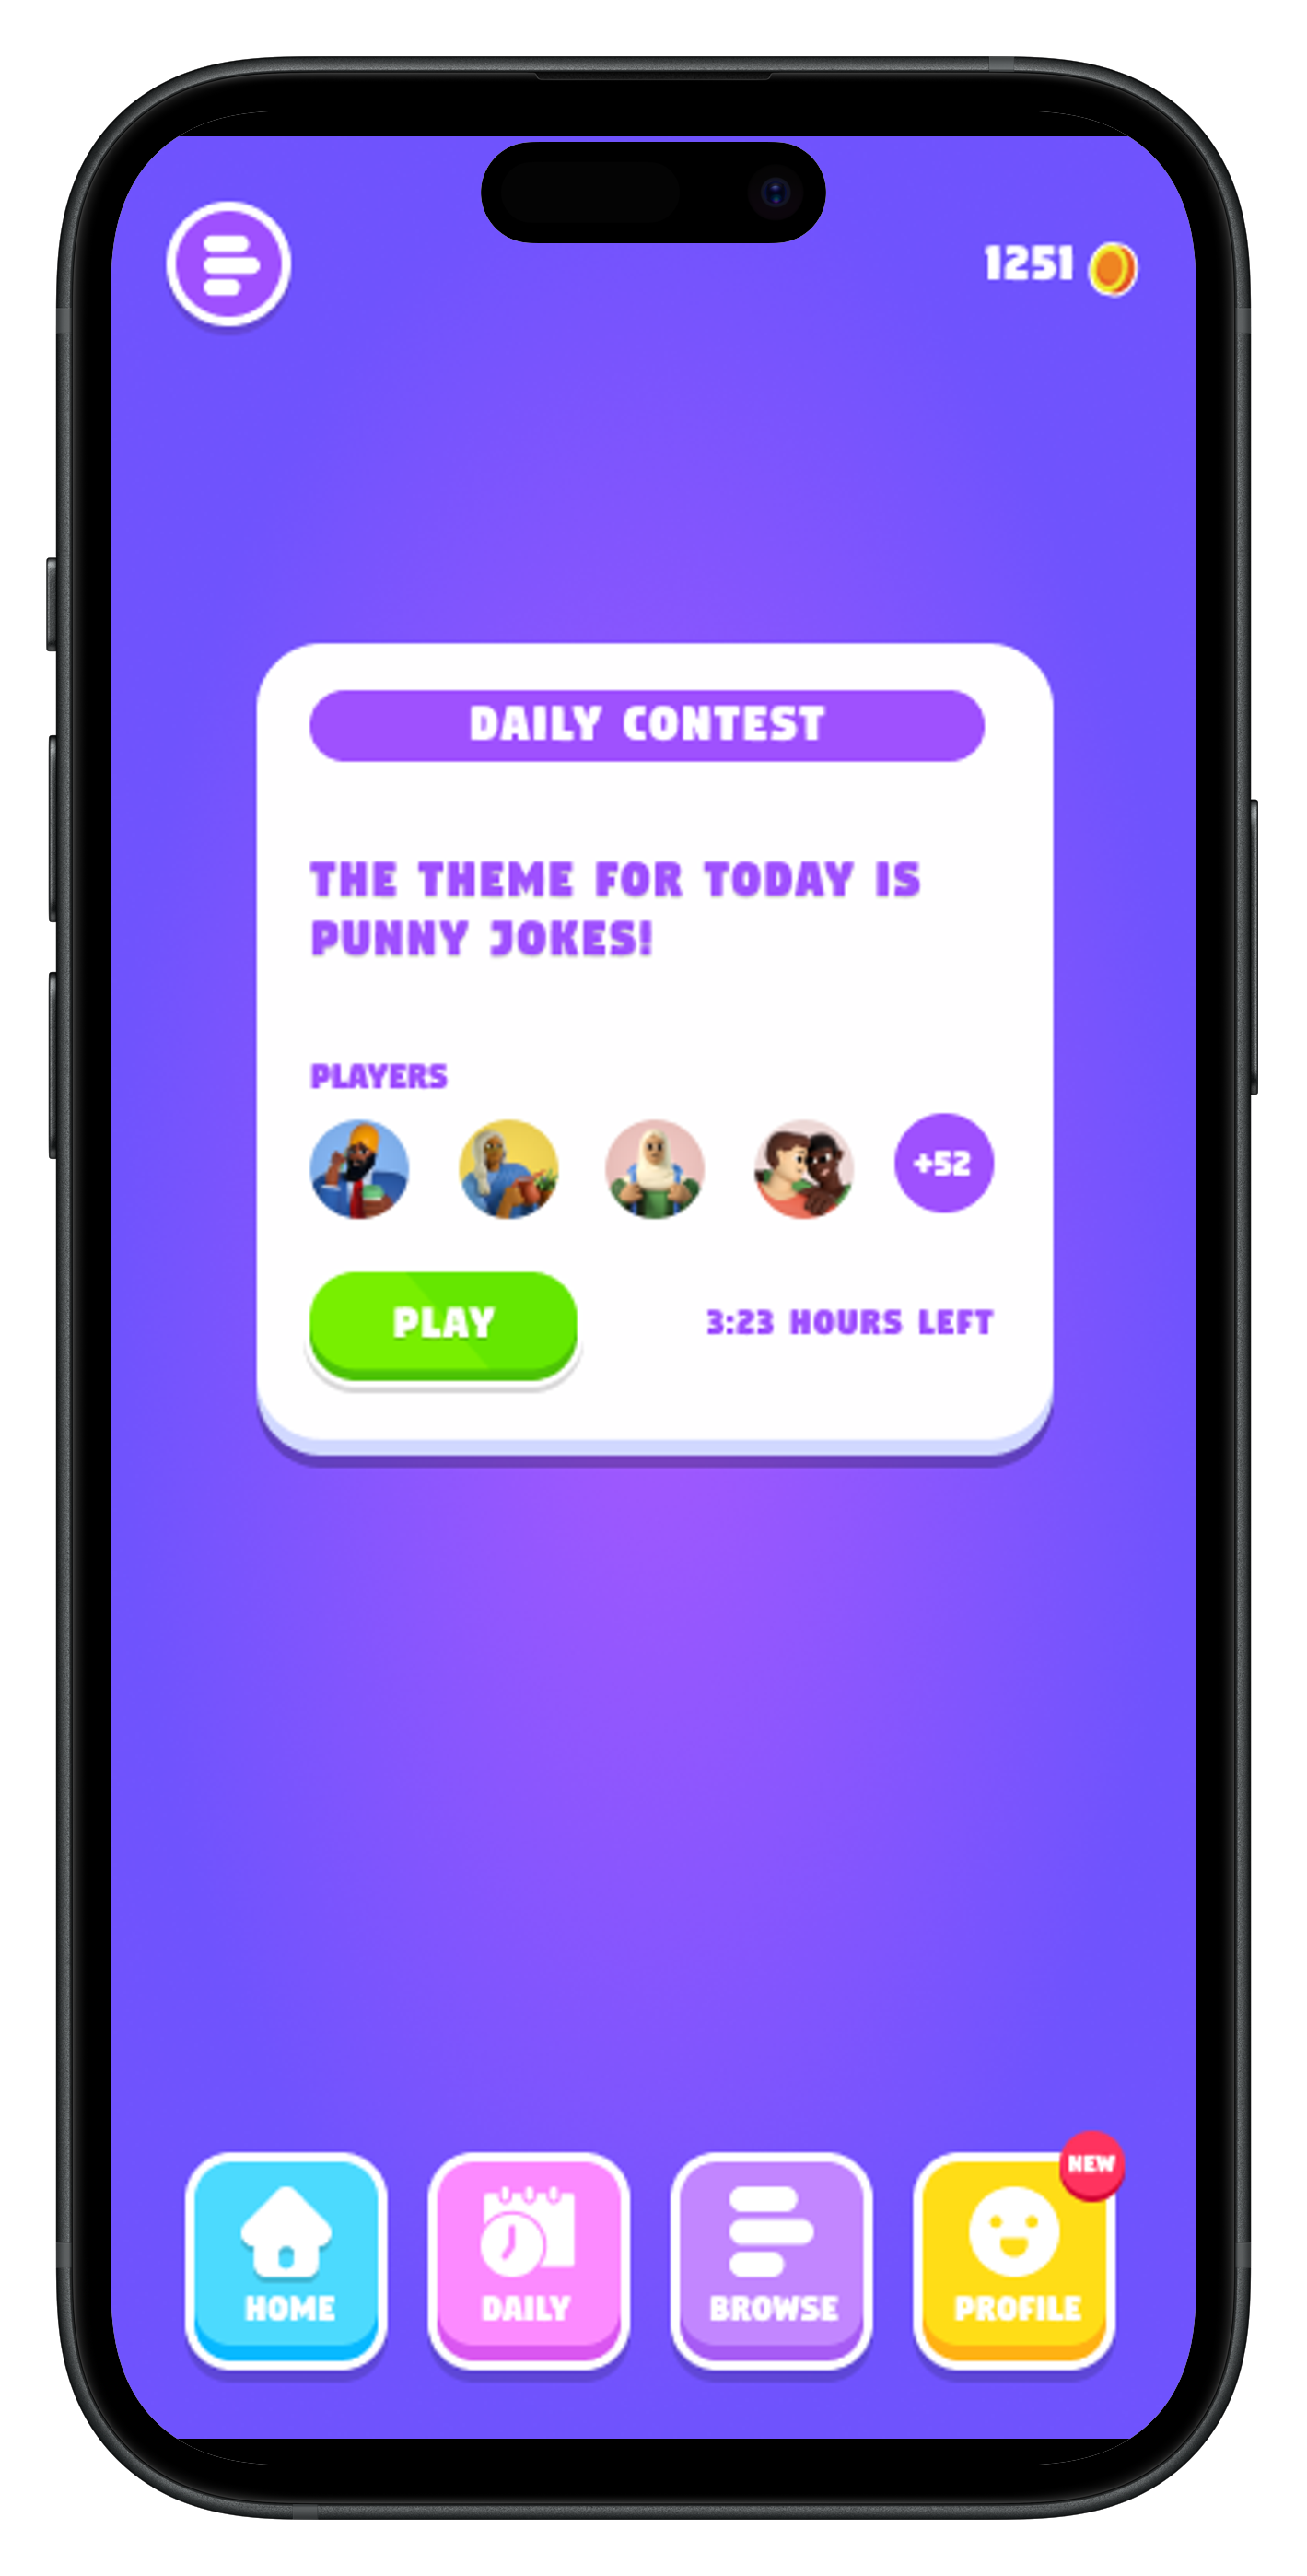 1251
DAILY CONTEST
THE THEME FOR TODAY IS
PUNNY JOKES!
PLAYERS
+52
PLAY
3:23 HOURS LEFT
NEW
HOME
DAILY
BROWSE
PROFILE